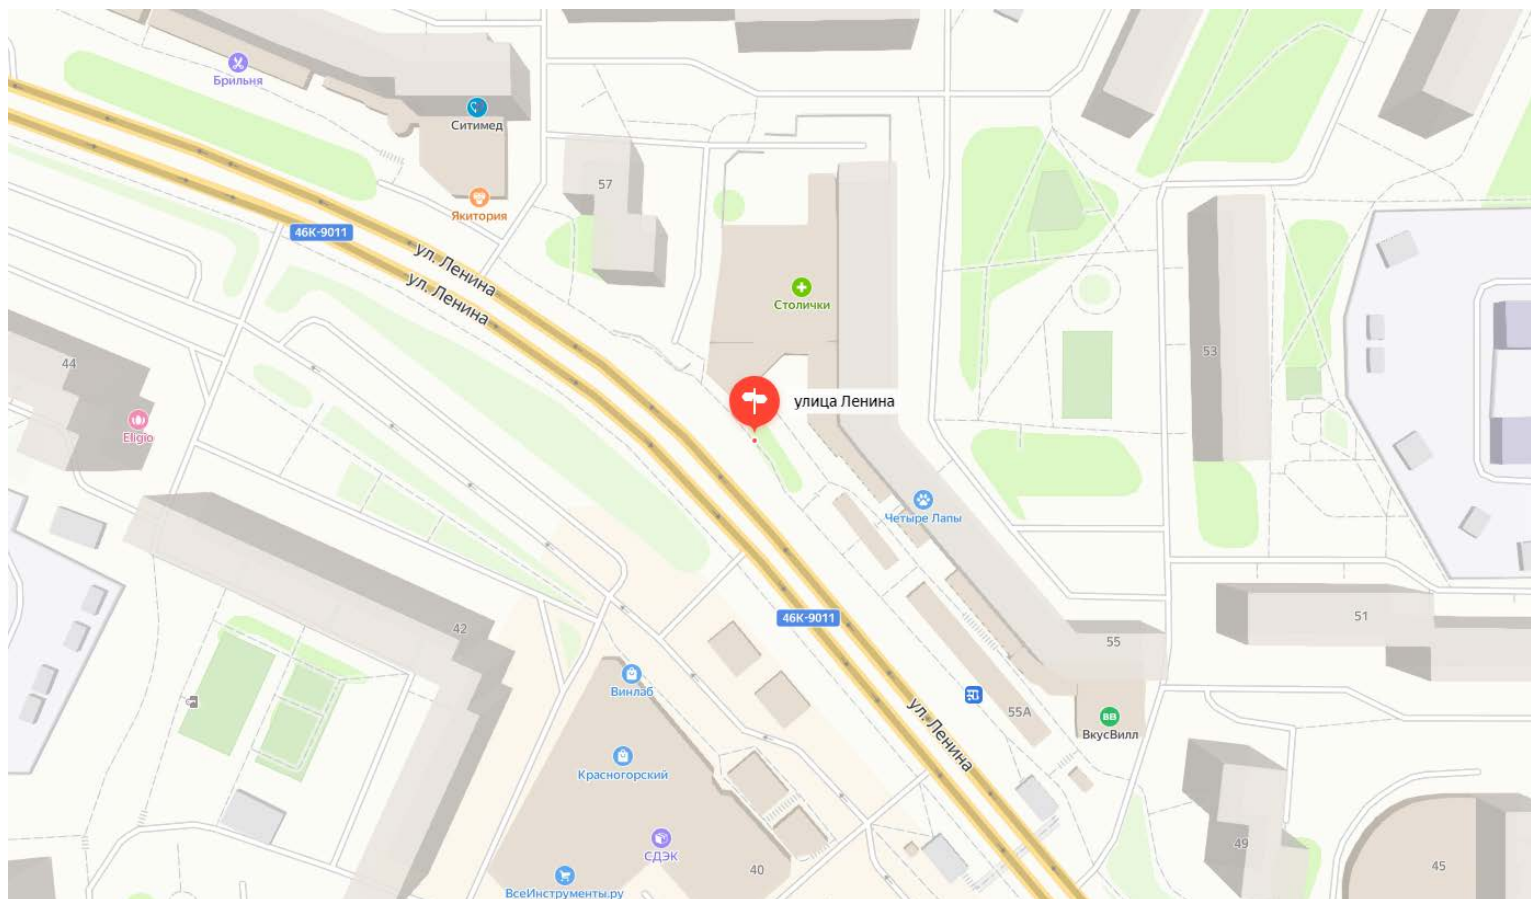 Брильня
Ситимед
57
Якитория
46К-9011
ул. Ленина
ул. Ленина
Столички
53
44
улица Ленина
Eligio
Четыре Лапы
46К-9011
51
42
55
Винлаб
55А
ул. Ленина
ВВ
ВкусВилл
Красногорский
49
СДЭК
40
45
ВсеИнструменты.ру